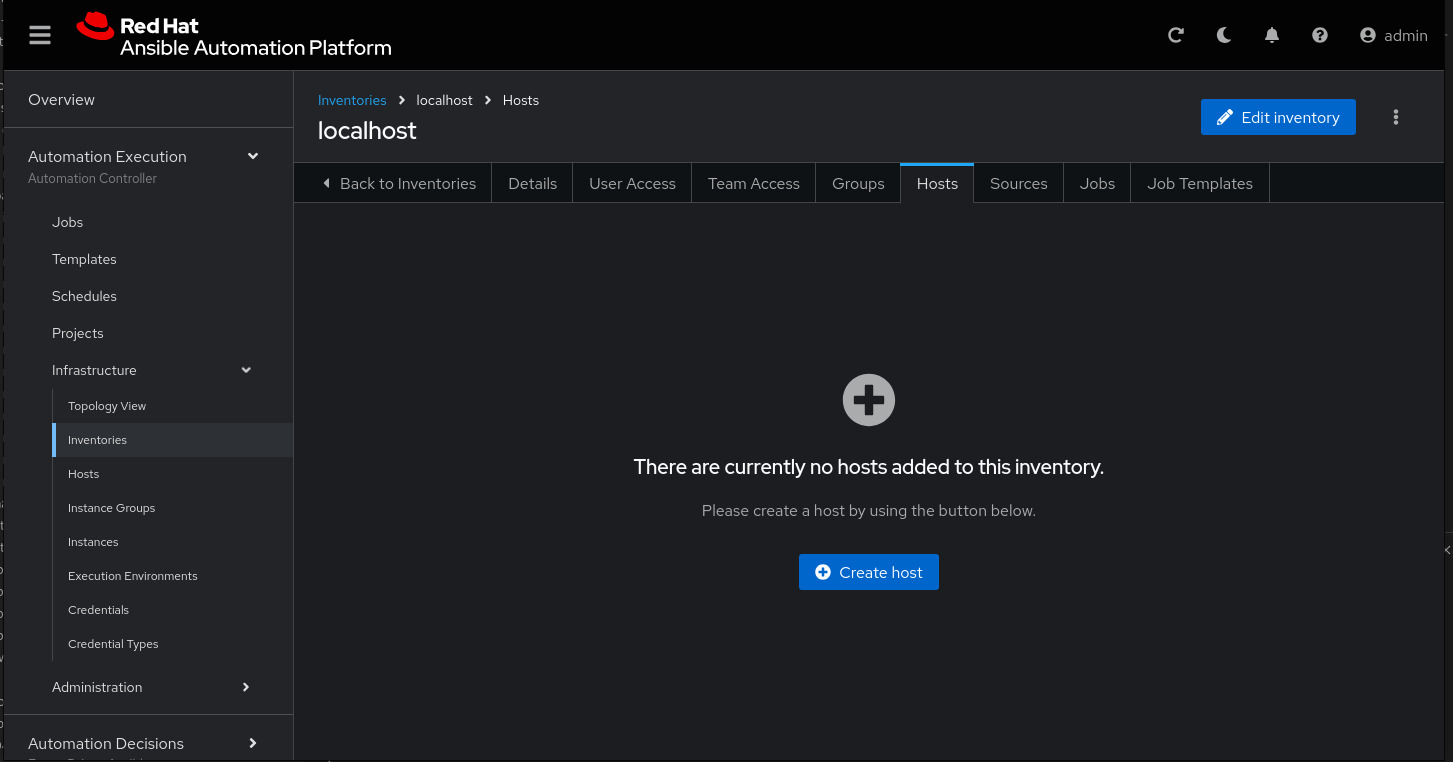 Red Hat
Ansible Automation Platform
admin
Overview
Automation Execution
Automation Controller
Jobs
Templates
Schedules
Projects
Infrastructure
Topology View
Inventories
Hosts
Instance Groups
Instances
Execution Environments
Credentials
Credential Types
Administration
Automation Decisions
Inventories localhost Hosts
localhost
Edit inventory
Back to Inventories Details User Access Team Access Groups Hosts Sources Jobs Job Templates
There are currently no hosts added to this inventory.
Please create a host by using the button below.
Create host